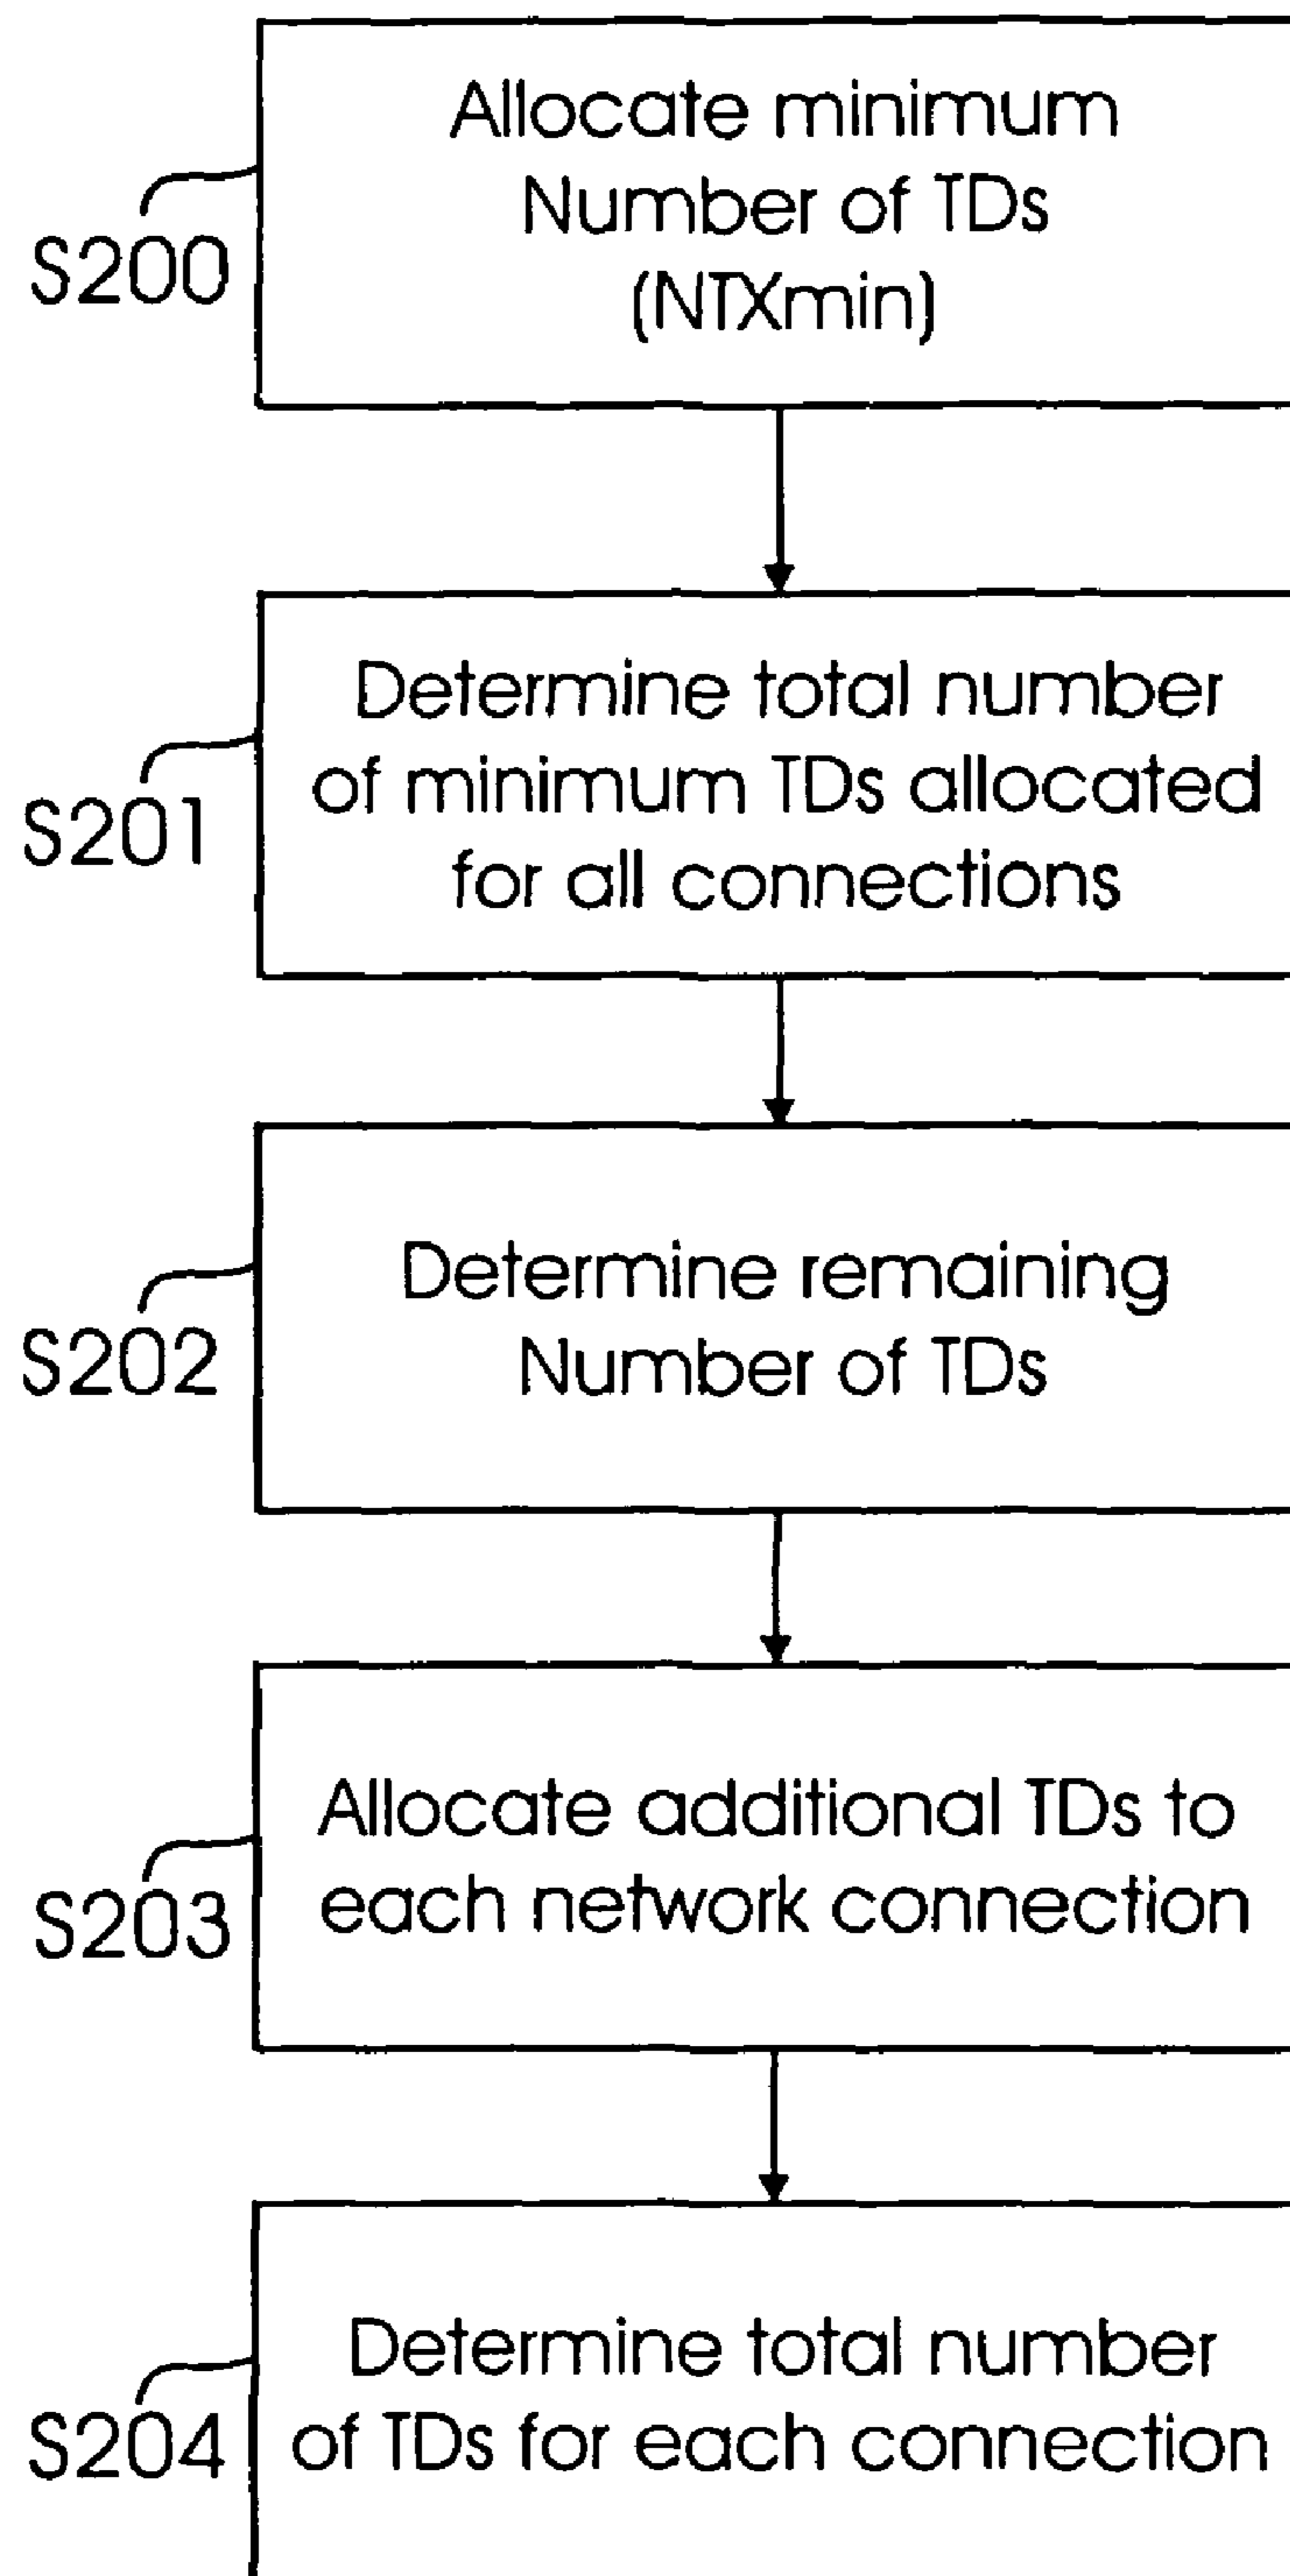 Allocate minimum
Number of TDs
(NTXmin)
S200
Determine total number
of minimum TDs allocated
for all connections
S201
Determine remaining
Number of TDs
S202
Allocate additional TDs to
each network connection
S203
Determine total number
of TDs for each connection
S204